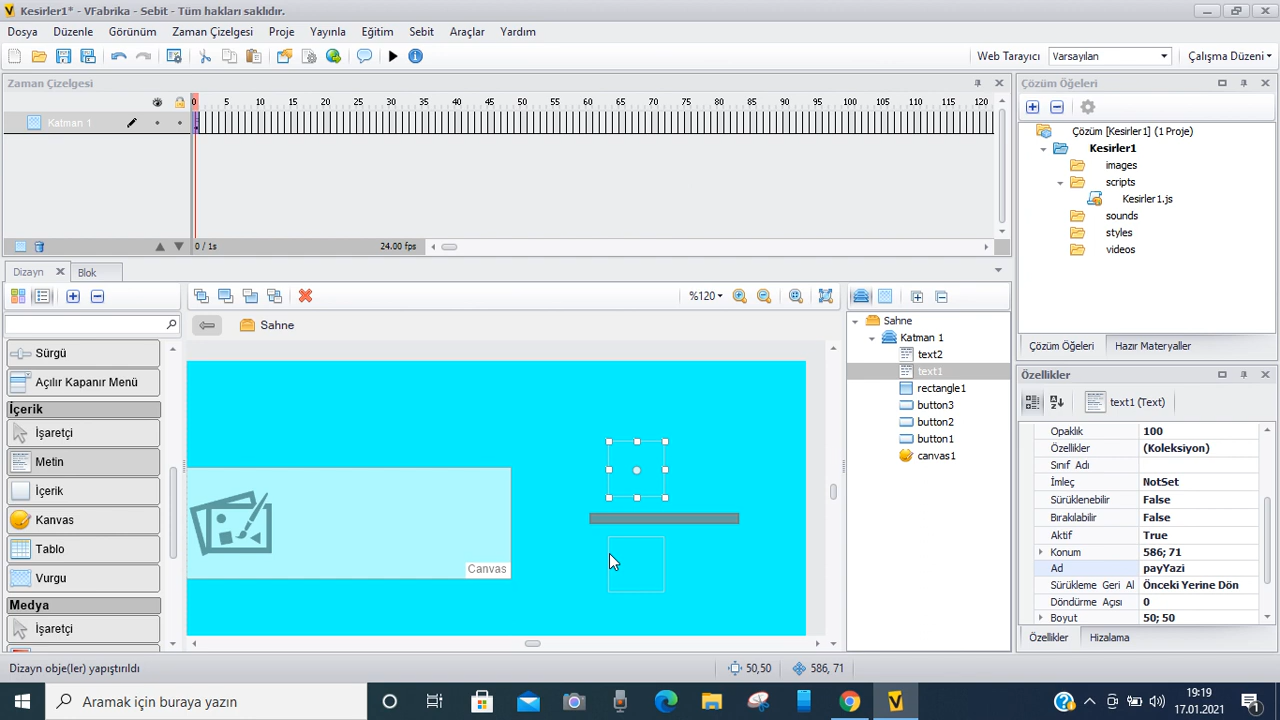 Kesirler1* - VFabrika - Sebit - Tüm hakları saklıdır.
Dosya Düzenle Görünüm Zaman Çizelgesi Proje Yayınla Eğitim Sebit Araçlar Yardım
Web Tarayıcı Varsayılan Çalışma Düzeni
Zaman Çizelgesi
0 5 10 15 20 25 30 35 40 45 50 55 60 65 70 75 80 85 90 95 100 105 110 115 120
Katman 1
0 / 1s 24.00 fps
Çözüm Öğeleri
Çözüm [Kesirler1] (1 Proje)
Kesirler1
images
scripts
Kesirler1.js
sounds
styles
videos
Çözüm Öğeleri Hazır Materyaller
Dizayn Blok
%120
Sahne
Sürgü
Açılır Kapanır Menü
İçerik
İşaretçi
Metin
İçerik
Kanvas
Tablo
Vurgu
Medya
İşaretçi
Canvas
Sahne
Katman 1
text2
text1
rectangle1
button3
button2
button1
canvas1
Özellikler
text1 (Text)
Opaklık 100
Özellikler (Koleksiyon)
Sınıf Adı
İmleç NotSet
Sürüklenebilir False
Bırakılabilir False
Aktif True
Konum 586; 71
Ad payYazi
Sürükleme Geri Al Önceki Yerine Dön
Döndürme Açısı 0
Boyut 50; 50
Özellikler Hizalama
Dizayn obje(ler) yapıştırıldı 50,50 586, 71
Aramak için buraya yazın
19:19
17.01.2021
1